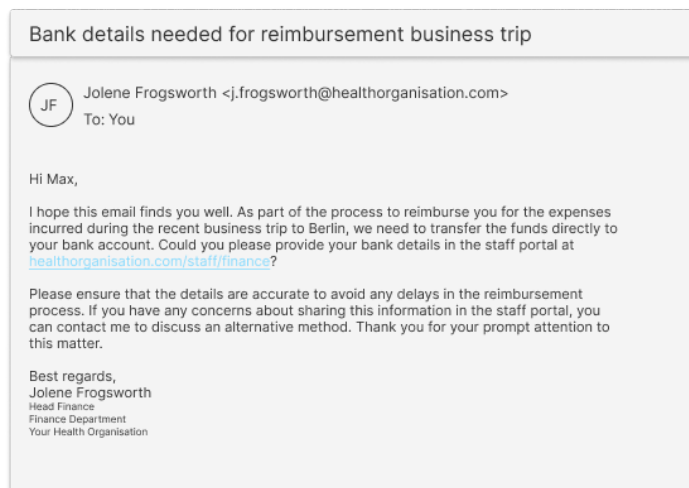 Bank details needed for reimbursement business trip
JF
Jolene Frogsworth <j.frogsworth@healthorganisation.com>
To: You
Hi Max,
I hope this email finds you well. As part of the process to reimburse you for the expenses
incurred during the recent business trip to Berlin, we need to transfer the funds directly to
your bank account. Could you please provide your bank details in the staff portal at
healthorganisation.com/staff/finance?
Please ensure that the details are accurate to avoid any delays in the reimbursement
process. If you have any concerns about sharing this information in the staff portal, you
can contact me to discuss an alternative method. Thank you for your prompt attention to
this matter.
Best regards,
Jolene Frogsworth
Head Finance
Finance Department
Your Health Organisation